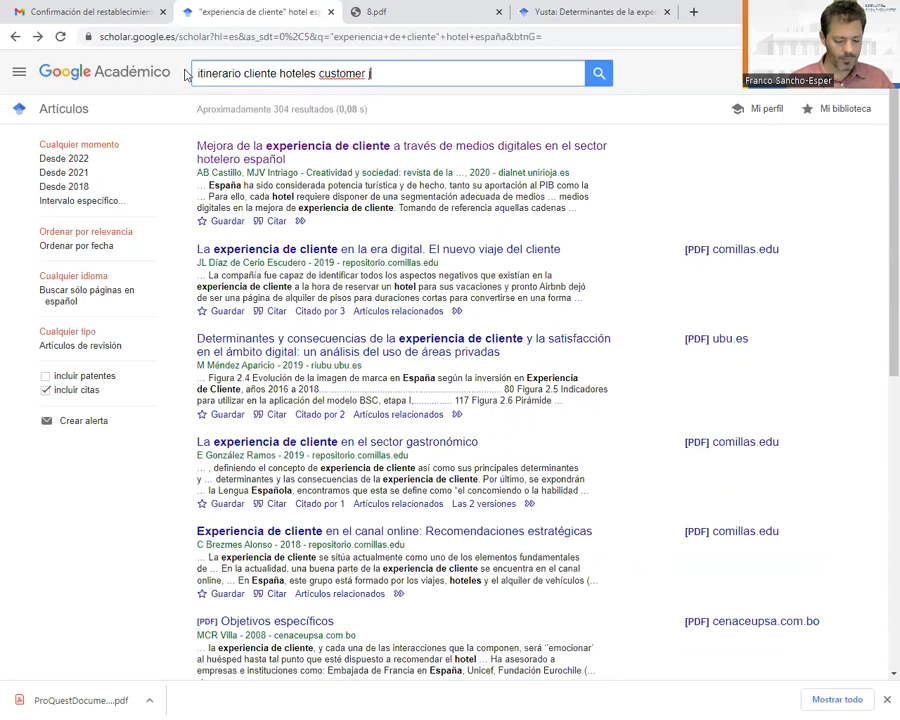 Confirmación del restablecimien
"experiencia de cliente" hotel esp
8.pdf
Yusta: Determinantes de la expe
scholar.google.es/scholar?hl=es&as_sdt=0%2C5&q="experiencia+de+cliente"+hotel+españa&btnG=
Franco Sancho-Esper
Google Académico
itinerario cliente hoteles customer j
Artículos
Aproximadamente 304 resultados (0,08 s)
Mi perfil
Mi biblioteca
Cualquier momento
Desde 2022
Desde 2021
Desde 2018
Intervalo específico...
Ordenar por relevancia
Ordenar por fecha
Cualquier idioma
Buscar sólo páginas en
español
Cualquier tipo
Artículos de revisión
incluir patentes
incluir citas
Crear alerta
Mejora de la experiencia de cliente a través de medios digitales en el sector
hotelero español
AB Castillo, MJV Intriago - Creatividad y sociedad: revista de la …, 2020 - dialnet.unirioja.es
… España ha sido considerada potencia turística y de hecho, tanto su aportación al PIB como la
… Para ello, cada hotel requiere disponer de una segmentación adecuada de medios … medios
digitales en la mejora de experiencia de cliente. Tomando de referencia aquellas cadenas …
Guardar Citar
La experiencia de cliente en la era digital. El nuevo viaje del cliente
[PDF] comillas.edu
JL Díaz de Cerio Escudero - 2019 - repositorio.comillas.edu
… La compañía fue capaz de identificar todos los aspectos negativos que existían en la
experiencia de cliente a la hora de reservar un hotel para sus vacaciones y pronto Airbnb dejó
de ser una página de alquiler de pisos para duraciones cortas para convertirse en una forma …
Guardar Citar Citado por 3 Artículos relacionados
Determinantes y consecuencias de la experiencia de cliente y la satisfacción
en el ámbito digital: un análisis del uso de áreas privadas
[PDF] ubu.es
M Méndez Aparicio - 2019 - riubu.ubu.es
… Figura 2.4 Evolución de la imagen de marca en España según la inversión en Experiencia
de Cliente, años 2016 a 2018....................................................... 80 Figura 2.5 Indicadores
para utilizar en la aplicación del modelo BSC, etapa I,.............. 117 Figura 2.6 Pirámide …
Guardar Citar Citado por 2 Artículos relacionados
La experiencia de cliente en el sector gastronómico
[PDF] comillas.edu
E González Ramos - 2019 - repositorio.comillas.edu
… , definiendo el concepto de experiencia de cliente así como sus principales determinantes
y … determinantes y las consecuencias de la experiencia de cliente. Por último, se expondrán
… la Lengua Española, encontramos que esta se define como “el concomido o la habilidad …
Guardar Citar Citado por 1 Artículos relacionados Las 2 versiones
Experiencia de cliente en el canal online: Recomendaciones estratégicas
[PDF] comillas.edu
C Brezmes Alonso - 2018 - repositorio.comillas.edu
… La experiencia de cliente se sitúa actualmente como uno de los elementos fundamentales
de … En la actualidad, una buena parte de la experiencia de cliente se encuentra en el canal
online, … En España, este grupo está formado por los viajes, hoteles y el alquiler de vehículos (…
Guardar Citar Artículos relacionados
[PDF] Objetivos específicos
[PDF] cenaceupsa.com.bo
MCR Villa - 2008 - cenaceupsa.com.bo
… la experiencia de cliente, y cada una de las interacciones que la componen, será ´´emocionar´
al huésped hasta tal punto que esté dispuesto a recomendar el hotel … Ha asesorado a
empresas e instituciones como: Embajada de Francia en España, Unicef, Fundación Eurochile (…
ProQuestDocume....pdf
Mostrar todo